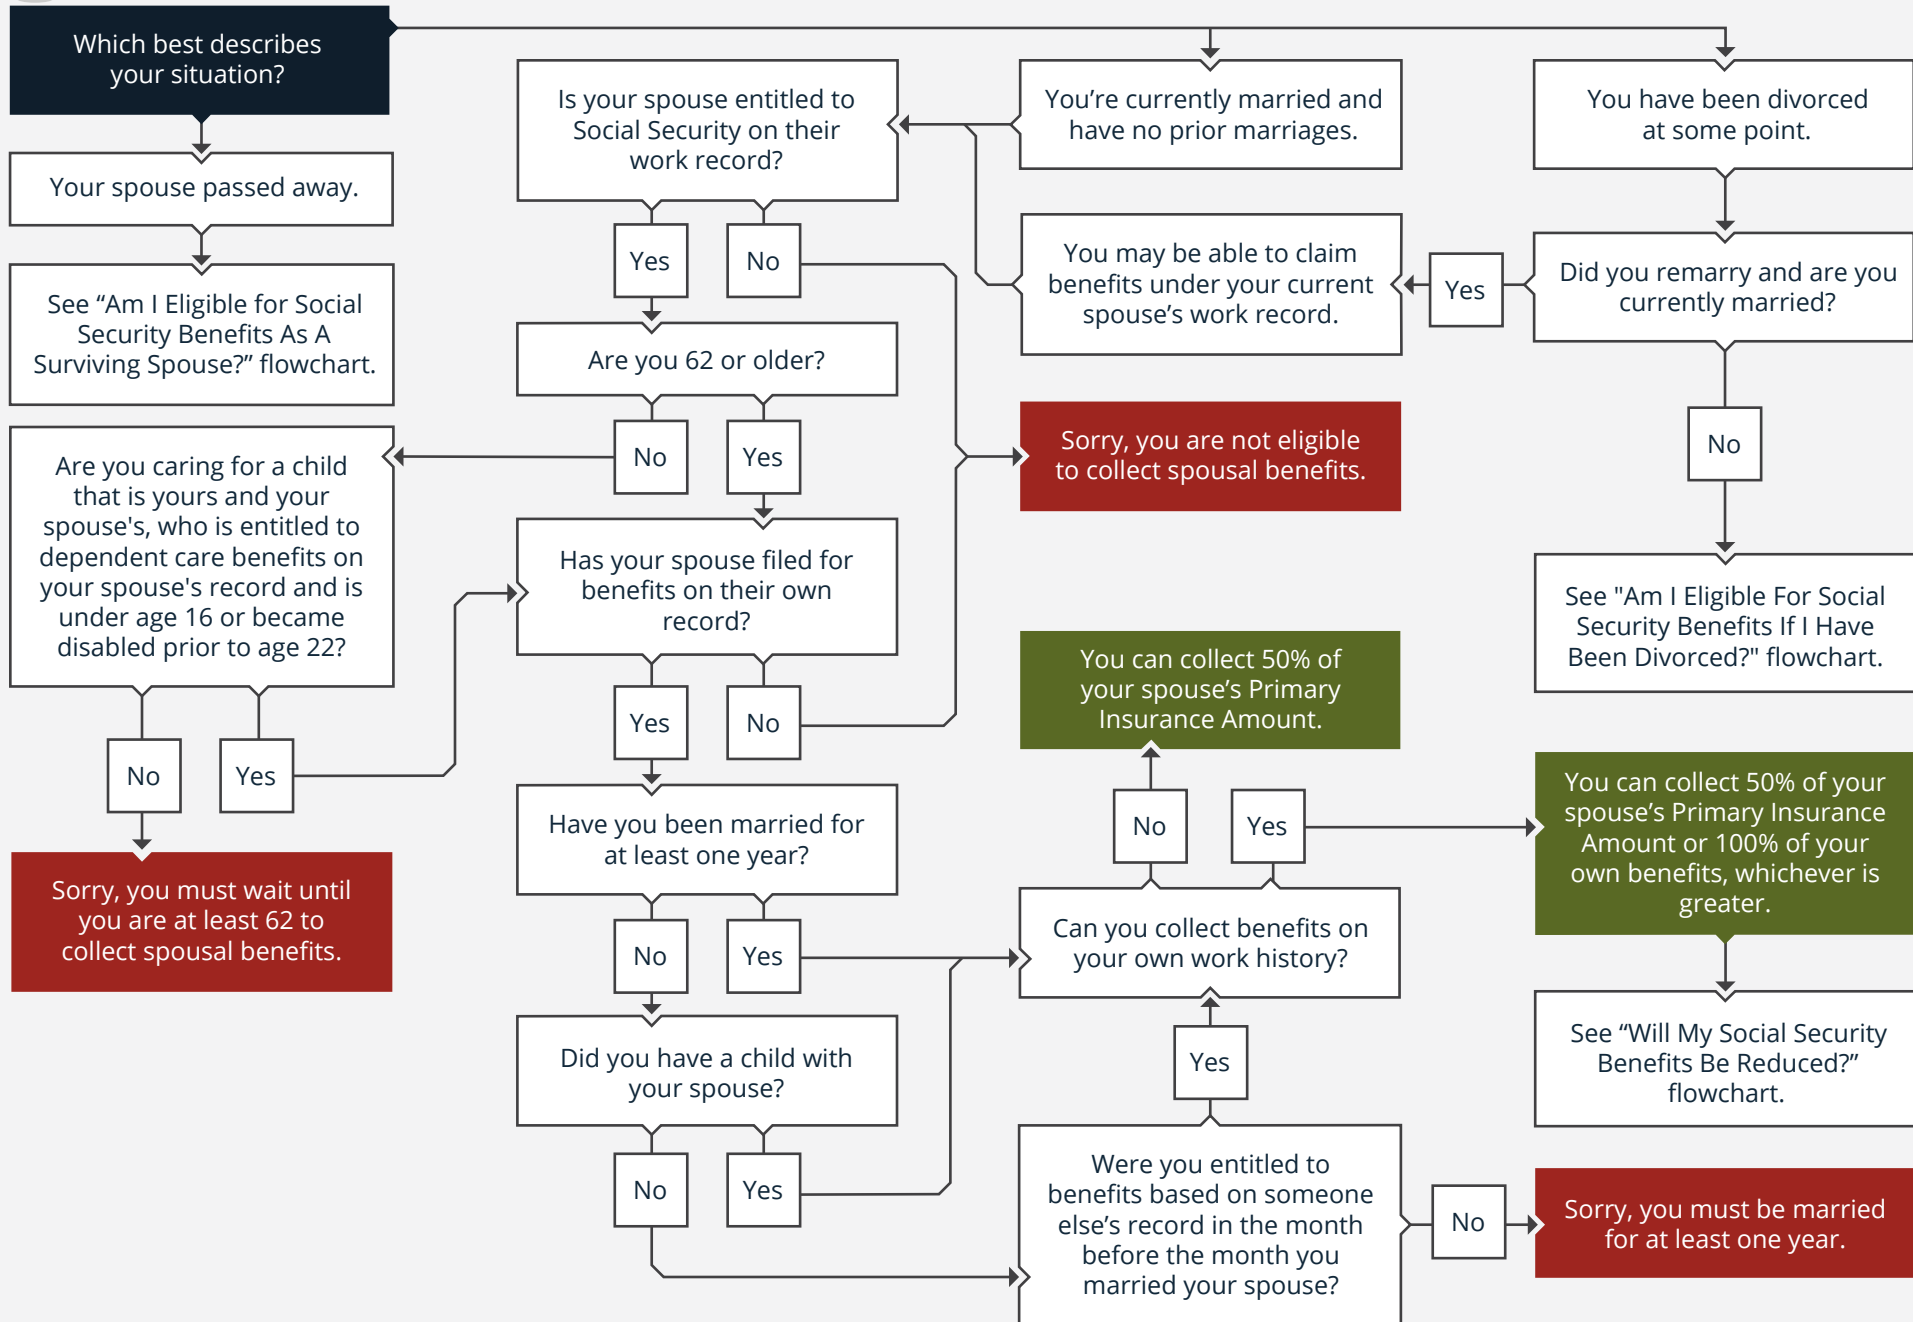 Which best describes
your situation?
Your spouse passed away.
See “Am I Eligible for Social
Security Benefits As A
Surviving Spouse?” flowchart.
Are you caring for a child
that is yours and your
spouse's, who is entitled to
dependent care benefits on
your spouse's record and is
under age 16 or became
disabled prior to age 22?
No
Yes
Sorry, you must wait until
you are at least 62 to
collect spousal benefits.
Is your spouse entitled to
Social Security on their
work record?
Yes
No
Are you 62 or older?
No
Yes
Has your spouse filed for
benefits on their own
record?
Yes
No
Have you been married for
at least one year?
No
Yes
Did you have a child with
your spouse?
No
Yes
You’re currently married and
have no prior marriages.
You may be able to claim
benefits under your current
spouse’s work record.
Sorry, you are not eligible
to collect spousal benefits.
You can collect 50% of
your spouse’s Primary
Insurance Amount.
No
Yes
Can you collect benefits on
your own work history?
Yes
Were you entitled to
benefits based on someone
else’s record in the month
before the month you
married your spouse?
No
You have been divorced
at some point.
Did you remarry and are you
currently married?
Yes
No
See "Am I Eligible For Social
Security Benefits If I Have
Been Divorced?" flowchart.
You can collect 50% of your
spouse’s Primary Insurance
Amount or 100% of your
own benefits, whichever is
greater.
See “Will My Social Security
Benefits Be Reduced?”
flowchart.
Sorry, you must be married
for at least one year.